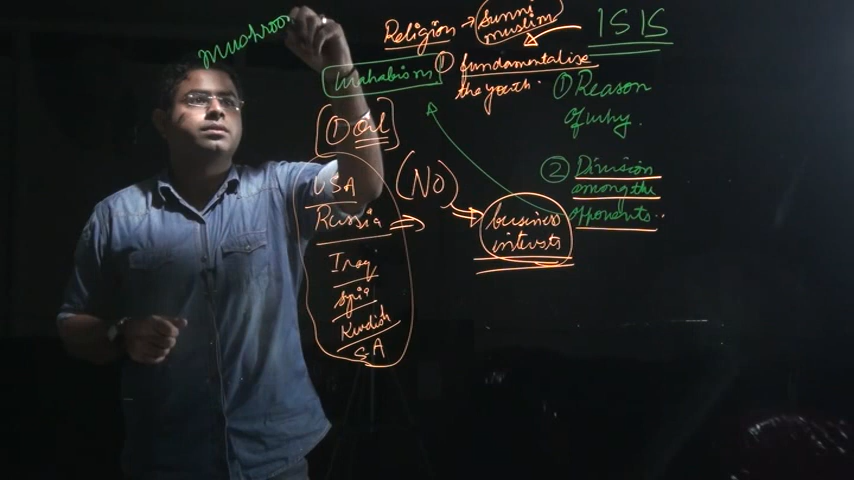 mushroo
Religion → Sunni
muslim
ISIS
Wahabism
① fundamentalise
the youth.
① Reason
of why.
① Oil
② Division
among the
opponents..
USA
Russia
Iraq
Syria
Kurdish
SA
(NO)
business
interests